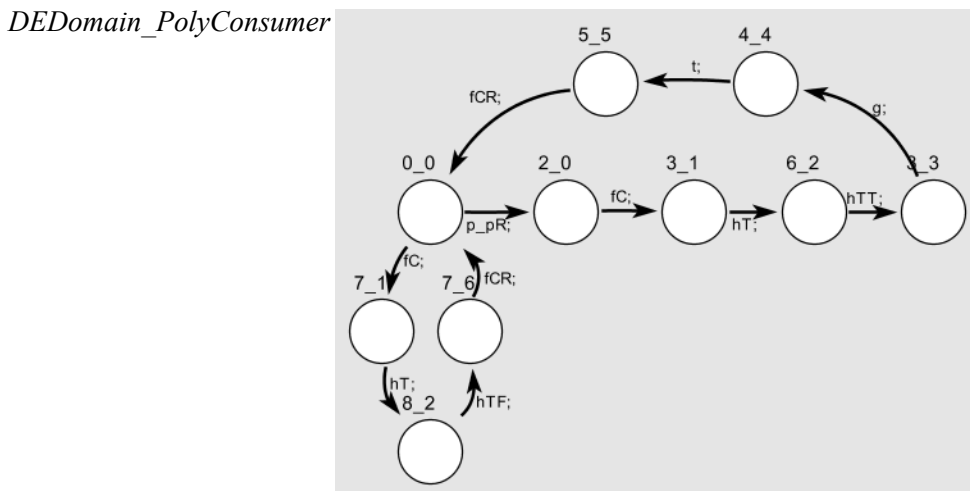 DEDomain_PolyConsumer
5_5
4_4
t;
fCR;
g;
0_0
2_0
3_1
6_2
3_3
fC;
hTT;
p_pR;
hT;
fC;
7_1
7_6
fCR;
hT;
8_2
hTF;